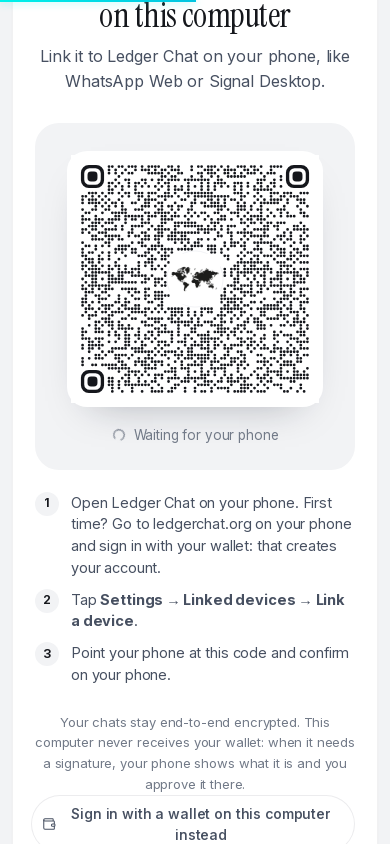 on this computer
Link it to Ledger Chat on your phone, like
WhatsApp Web or Signal Desktop.
Waiting for your phone
1 Open Ledger Chat on your phone. First
time? Go to ledgerchat.org on your phone
and sign in with your wallet: that creates
your account.
2 Tap Settings → Linked devices → Link
a device.
3 Point your phone at this code and confirm
on your phone.
Your chats stay end-to-end encrypted. This
computer never receives your wallet: when it needs
a signature, your phone shows what it is and you
approve it there.
Sign in with a wallet on this computer
instead